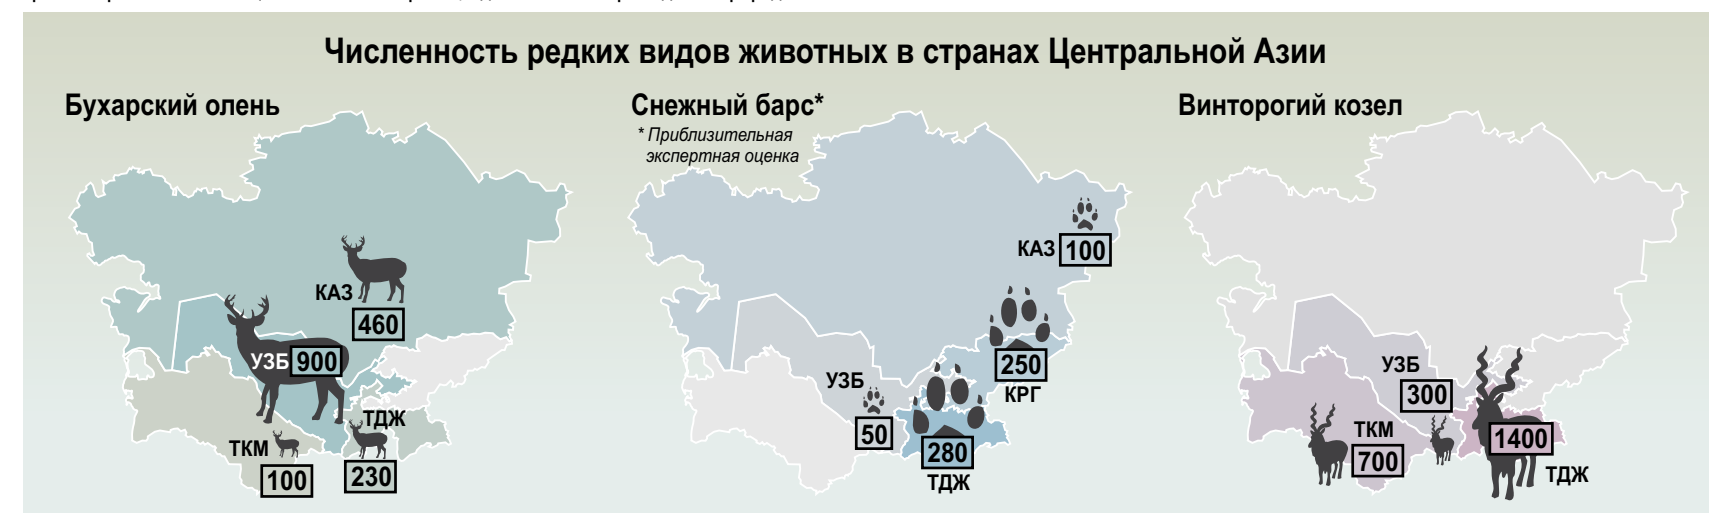 Численность редких видов животных в странах Центральной Азии
Бухарский олень
КАЗ
460
УЗБ 900
ТДЖ
230
ТКМ
100
Снежный барс*
* Приблизительная
экспертная оценка
КАЗ 100
250
КРГ
УЗБ
50
280
ТДЖ
Винторогий козел
УЗБ
300
ТКМ
700
1400
ТДЖ